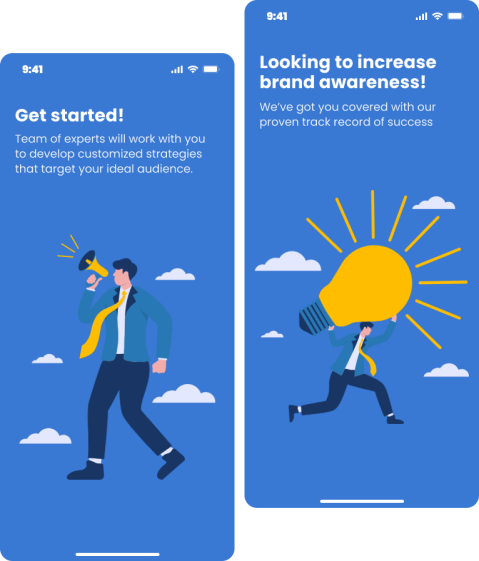 9:41
Get started!
Team of experts will work with you
to develop customized strategies
that target your ideal audience.
9:41
Looking to increase
brand awareness!
We've got you covered with our
proven track record of success